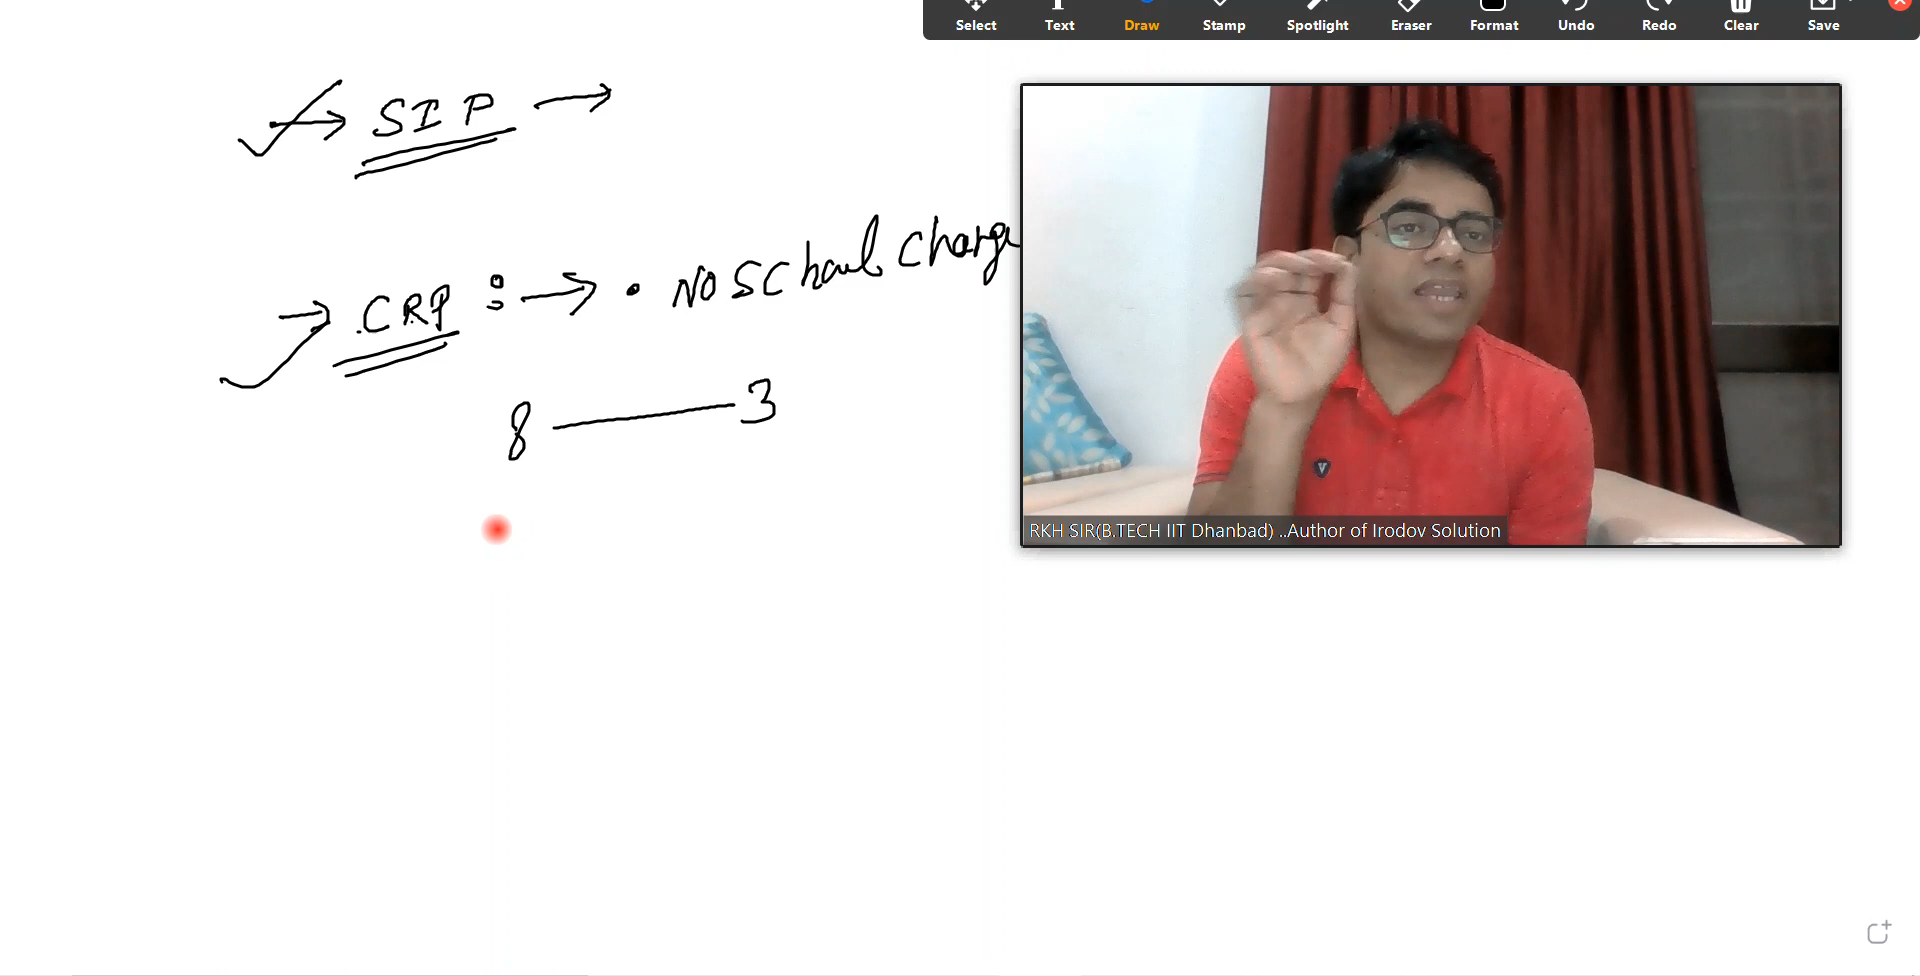 Select Text Draw Stamp Spotlight Eraser Format Undo Redo Clear Save
SIP →
→ CRP : → • NO SChool Charge
8 — 3
V
RKH SIR(B.TECH IIT Dhanbad) ..Author of Irodov Solution